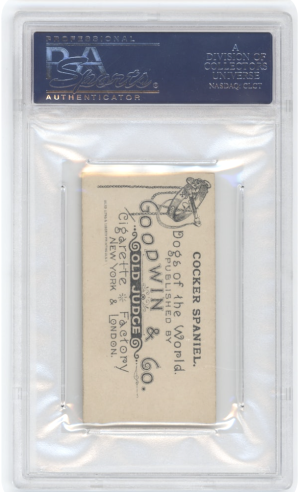 PROFESSIONAL
PSA
Sports
AUTHENTICATOR
A
DIVISION OF
COLLECTORS
UNIVERSE
NASDAQ: CLCT
COCKER SPANIEL.
Dogs of the World.
PUBLISHED BY
GOODWIN & CO.
OLD JUDGE
Cigarette Factory
NEW YORK & LONDON.